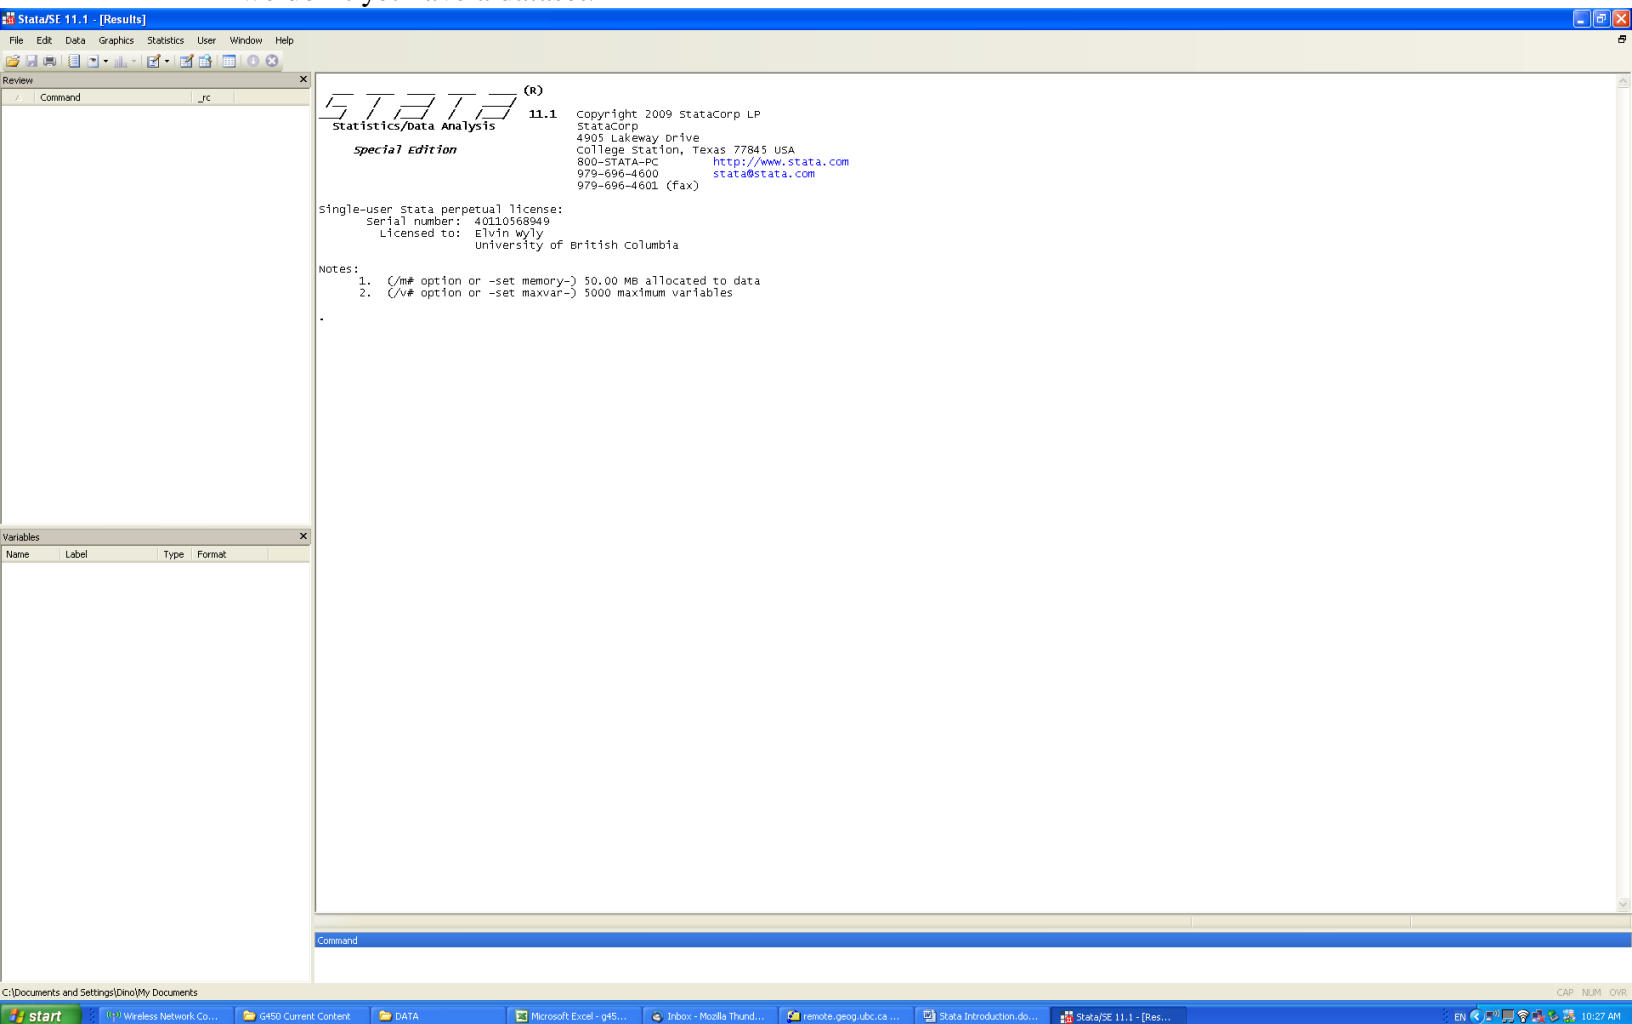 Stata/SE 11.1 - [Results]
File Edit Data Graphics Statistics User Window Help
Review
Command _rc
(R)
STATA
11.1 Copyright 2009 StataCorp LP
Statistics/Data Analysis StataCorp
4905 Lakeway Drive
Special Edition College Station, Texas 77845 USA
800-STATA-PC http://www.stata.com
979-696-4600 stata@stata.com
979-696-4601 (fax)
Single-user Stata perpetual license:
Serial number: 40110568949
Licensed to: Elvin Wyly
University of British Columbia
Notes:
1. (/m# option or -set memory-) 50.00 MB allocated to data
2. (/v# option or -set maxvar-) 5000 maximum variables
.
Variables
Name Label Type Format
Command
C:\Documents and Settings\Dino\My Documents
CAP NUM OVR
start Wireless Network Co... G450 Current Content DATA Microsoft Excel - g45... Inbox - Mozilla Thund... remote.geog.ubc.ca ... Stata Introduction.do... Stata/SE 11.1 - [Res... EN 10:27 AM